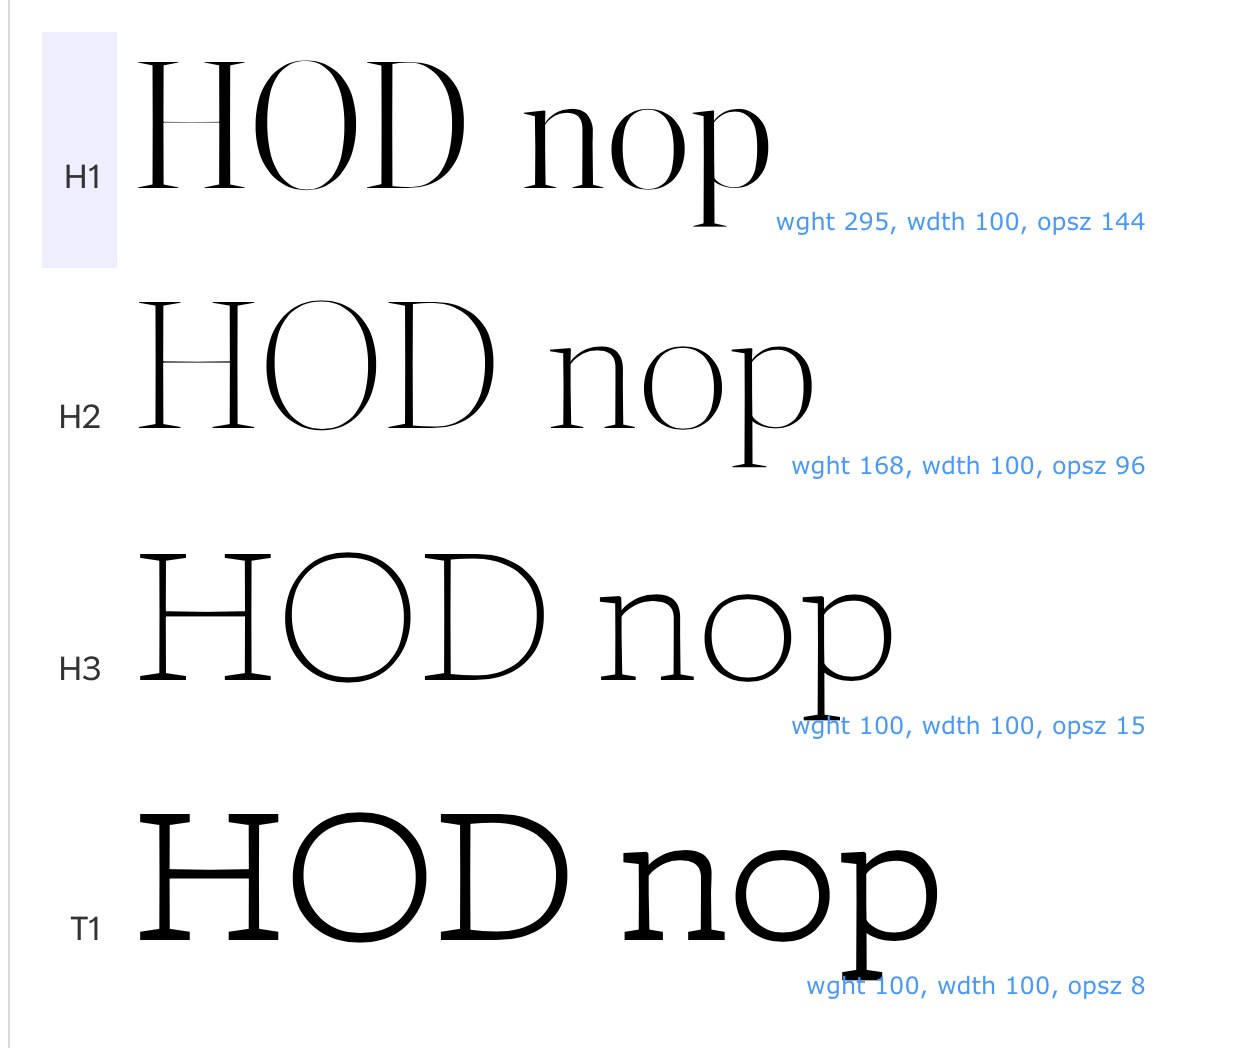 H1 HOD nop
wght 295, wdth 100, opsz 144
H2 HOD nop
wght 168, wdth 100, opsz 96
H3 HOD nop
wght 100, wdth 100, opsz 15
T1 HOD nop
wght 100, wdth 100, opsz 8